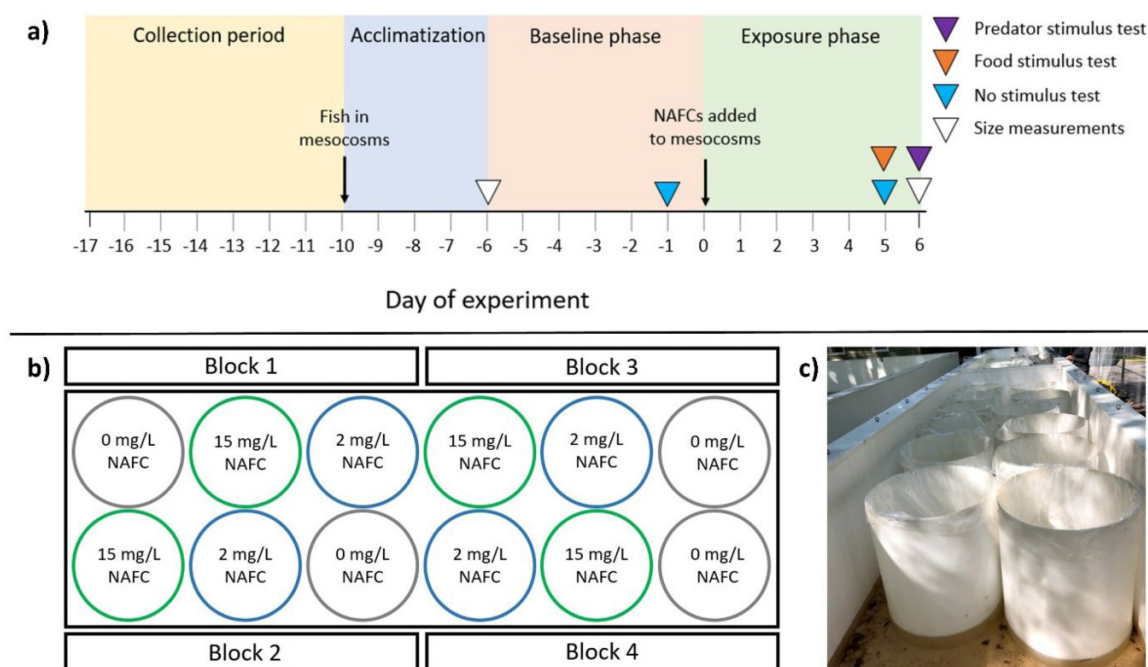 a)
Collection period
Acclimatization
Baseline phase
Exposure phase
Predator stimulus test
Food stimulus test
No stimulus test
Size measurements
Fish in
mesocosms
NAFCs added
to mesocosms
-17 -16 -15 -14 -13 -12 -11 -10 -9 -8 -7 -6 -5 -4 -3 -2 -1 0 1 2 3 4 5 6
Day of experiment
b)
Block 1
Block 3
0 mg/L
NAFC
15 mg/L
NAFC
2 mg/L
NAFC
15 mg/L
NAFC
2 mg/L
NAFC
0 mg/L
NAFC
15 mg/L
NAFC
2 mg/L
NAFC
0 mg/L
NAFC
2 mg/L
NAFC
15 mg/L
NAFC
0 mg/L
NAFC
Block 2
Block 4
c)